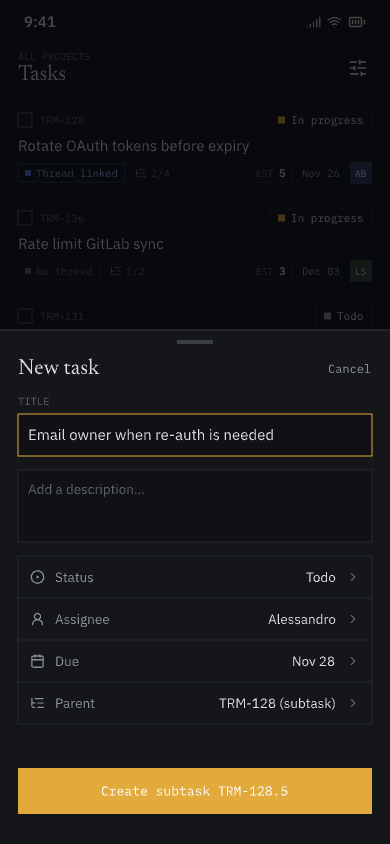 9:41
ALL PROJECTS
Tasks
TRM-128
In progress
Rotate OAuth tokens before expiry
Thread linked
2/4
EST 5
Nov 26
AB
TRM-136
In progress
Rate limit GitLab sync
No thread
1/2
EST 3
Dec 03
LS
TRM-131
Todo
New task
Cancel
TITLE
Email owner when re-auth is needed
Add a description...
Status
Todo
Assignee
Alessandro
Due
Nov 28
Parent
TRM-128 (subtask)
Create subtask TRM-128.5